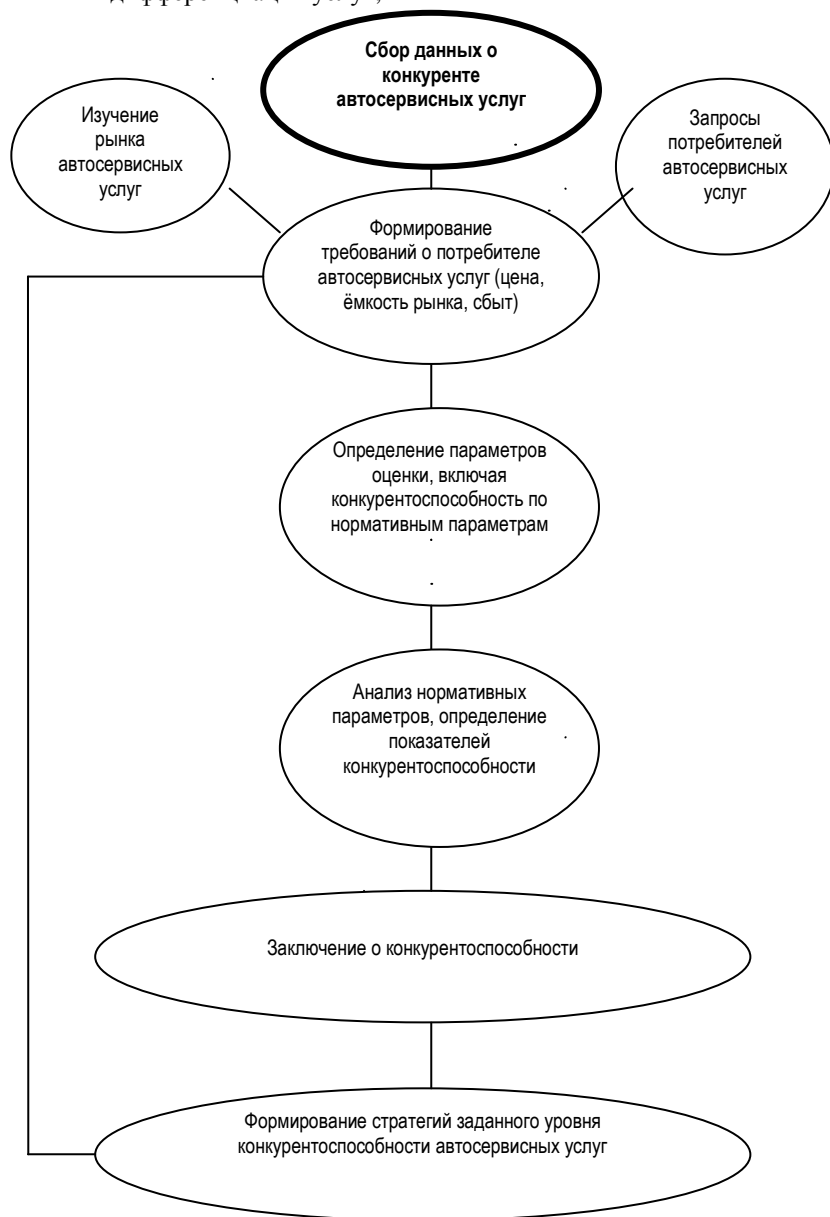 Сбор данных о
конкуренте
автосервисных услуг
Изучение
рынка
автосервисных
услуг
Запросы
потребителей
автосервисных
услуг
Формирование
требований о потребителе
автосервисных услуг (цена,
ёмкость рынка, сбыт)
Определение параметров
оценки, включая
конкурентоспособность по
нормативным параметрам
Анализ нормативных
параметров, определение
показателей
конкурентоспособности
Заключение о конкурентоспособности
Формирование стратегий заданного уровня
конкурентоспособности автосервисных услуг